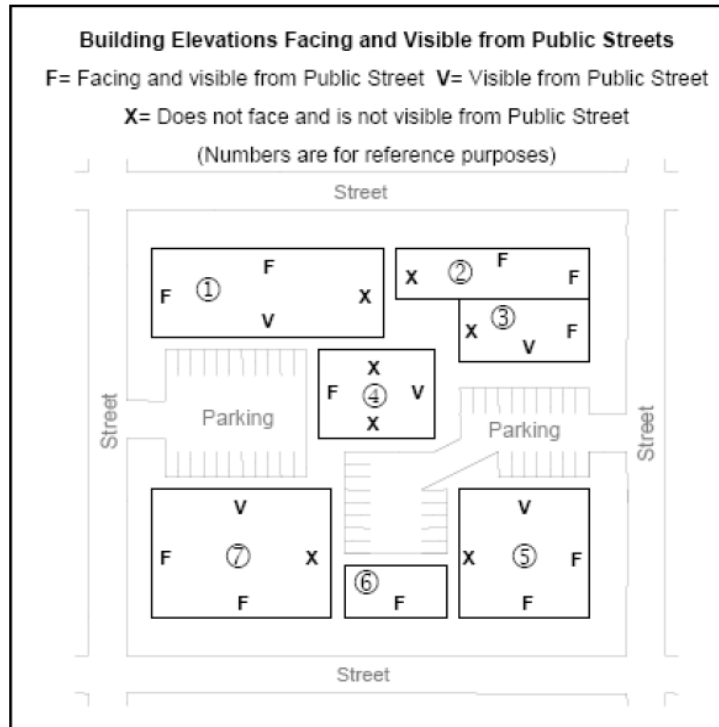 Building Elevations Facing and Visible from Public Streets
F= Facing and visible from Public Street V= Visible from Public Street
X= Does not face and is not visible from Public Street
(Numbers are for reference purposes)
Street
F
X ② F
F ① X
F
V
X ③ F
V
X
F ④ V
X
Street
Parking
Parking
Street
V
F ⑦ X
F
⑥
F
V
X ⑤ F
F
Street